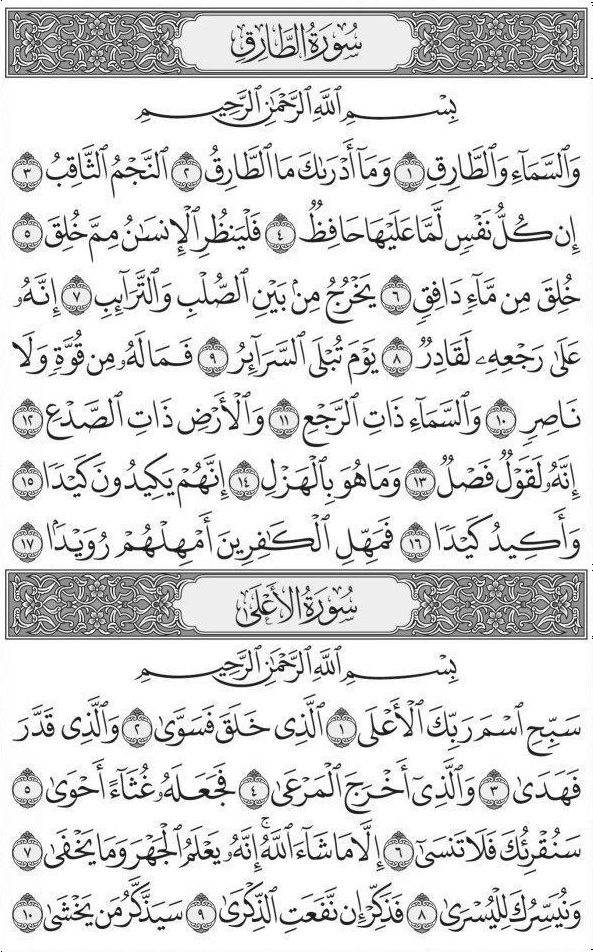 سُورَةُ الطَّارِقِ
بِسْمِ ٱللَّهِ ٱلرَّحْمَٰنِ ٱلرَّحِيمِ
وَٱلسَّمَآءِ وَٱلطَّارِقِ ١ وَمَآ أَدْرَىٰكَ مَا ٱلطَّارِقُ ٢ ٱلنَّجْمُ ٱلثَّاقِبُ ٣
إِن كُلُّ نَفْسٍ لَّمَّا عَلَيْهَا حَافِظٌ ٤ فَلْيَنظُرِ ٱلْإِنسَٰنُ مِمَّ خُلِقَ ٥
خُلِقَ مِن مَّآءٍ دَافِقٍ ٦ يَخْرُجُ مِنۢ بَيْنِ ٱلصُّلْبِ وَٱلتَّرَآئِبِ ٧ إِنَّهُۥ
عَلَىٰ رَجْعِهِۦ لَقَادِرٌ ٨ يَوْمَ تُبْلَى ٱلسَّرَآئِرُ ٩ فَمَا لَهُۥ مِن قُوَّةٍ وَلَا
نَاصِرٍ ١٠ وَٱلسَّمَآءِ ذَاتِ ٱلرَّجْعِ ١١ وَٱلْأَرْضِ ذَاتِ ٱلصَّدْعِ ١٢
إِنَّهُۥ لَقَوْلٌ فَصْلٌ ١٣ وَمَا هُوَ بِٱلْهَزْلِ ١٤ إِنَّهُمْ يَكِيدُونَ كَيْدًا ١٥
وَأَكِيدُ كَيْدًا ١٦ فَمَهِّلِ ٱلْكَٰفِرِينَ أَمْهِلْهُمْ رُوَيْدًۢا ١٧
سُورَةُ الأَعْلَىٰ
بِسْمِ ٱللَّهِ ٱلرَّحْمَٰنِ ٱلرَّحِيمِ
سَبِّحِ ٱسْمَ رَبِّكَ ٱلْأَعْلَى ١ ٱلَّذِى خَلَقَ فَسَوَّىٰ ٢ وَٱلَّذِى قَدَّرَ
فَهَدَىٰ ٣ وَٱلَّذِىٓ أَخْرَجَ ٱلْمَرْعَىٰ ٤ فَجَعَلَهُۥ غُثَآءً أَحْوَىٰ ٥
سَنُقْرِئُكَ فَلَا تَنسَىٰٓ ٦ إِلَّا مَا شَآءَ ٱللَّهُ ۚ إِنَّهُۥ يَعْلَمُ ٱلْجَهْرَ وَمَا يَخْفَىٰ ٧
وَنُيَسِّرُكَ لِلْيُسْرَىٰ ٨ فَذَكِّرْ إِن نَّفَعَتِ ٱلذِّكْرَىٰ ٩ سَيَذَّكَّرُ مَن يَخْشَىٰ ١٠